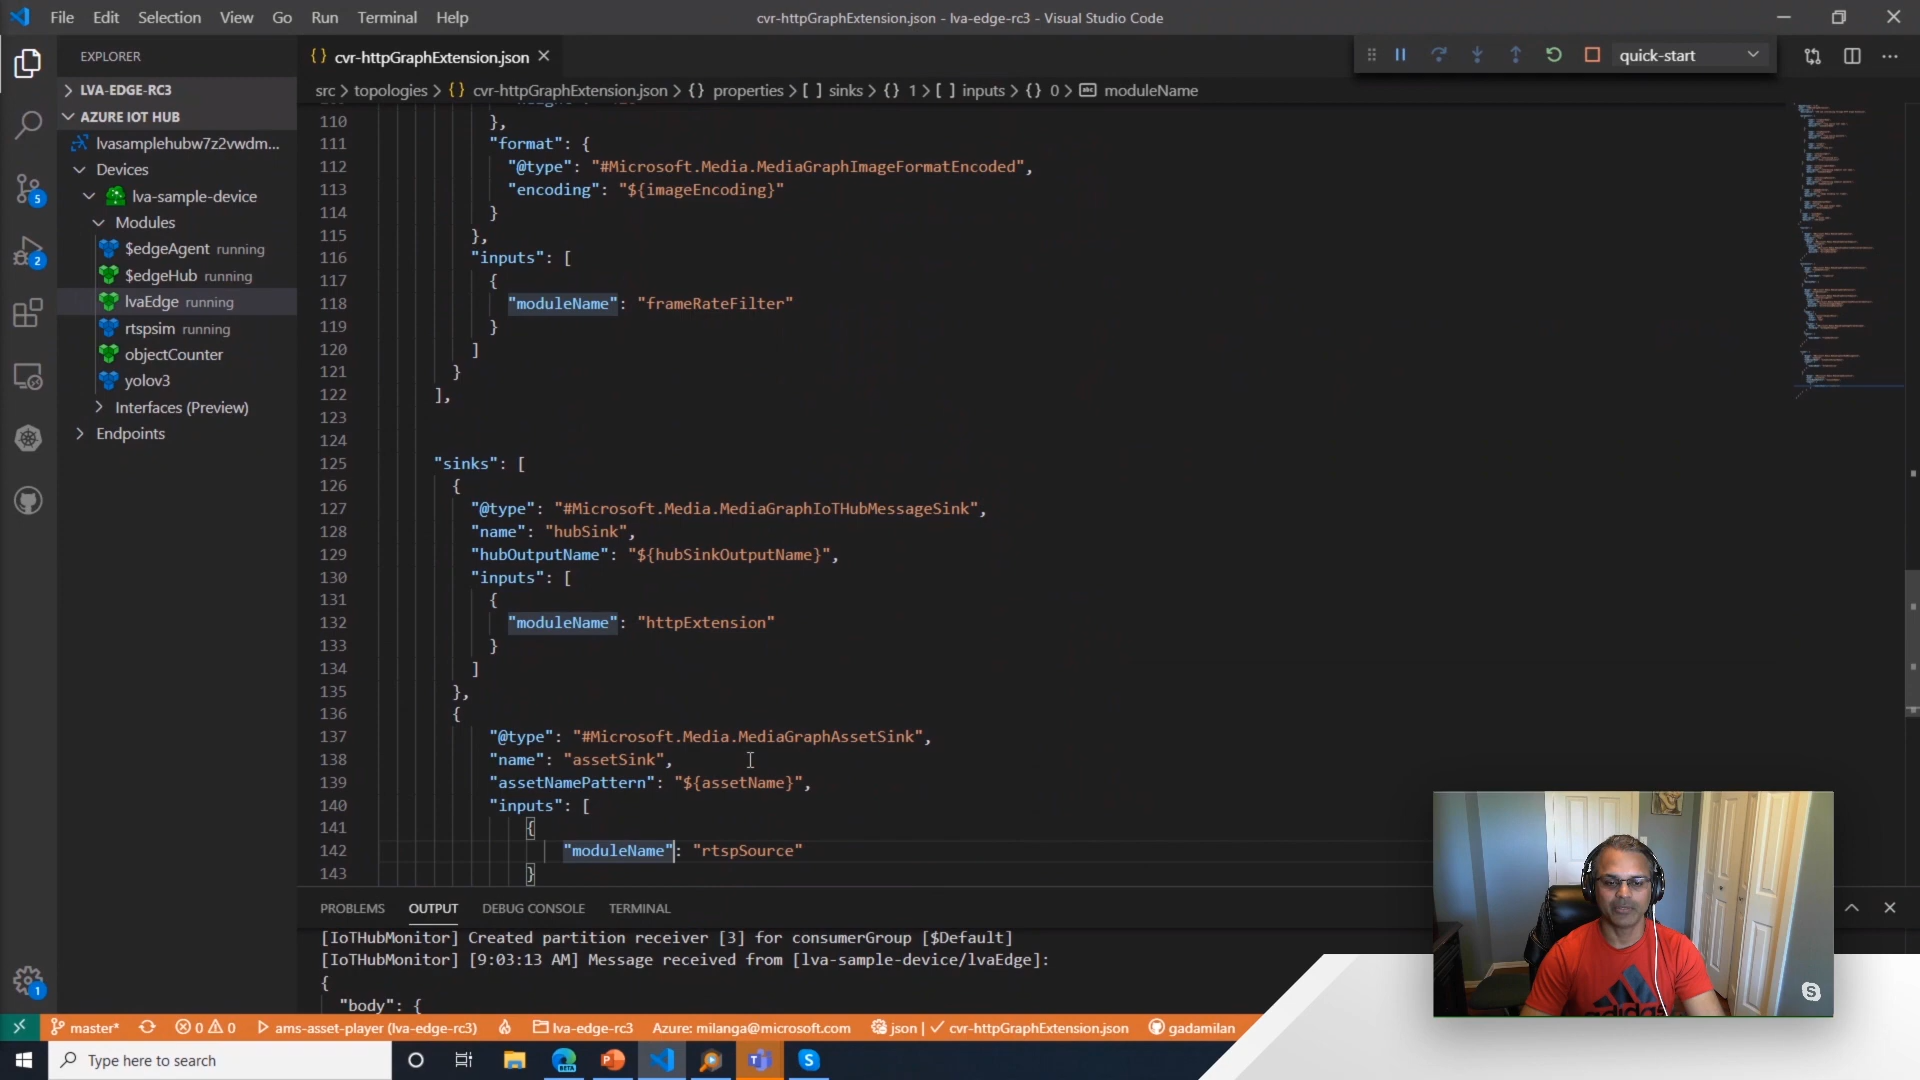 File Edit Selection View Go Run Terminal Help
cvr-httpGraphExtension.json - lva-edge-rc3 - Visual Studio Code
EXPLORER
{} cvr-httpGraphExtension.json
quick-start
LVA-EDGE-RC3
src > topologies > {} cvr-httpGraphExtension.json > {} properties > [ ] sinks > {} 1 > [ ] inputs > {} 0 > moduleName
AZURE IOT HUB
lvasamplehubw7z2vwdm...
Devices
lva-sample-device
Modules
$edgeAgent running
$edgeHub running
lvaEdge running
rtspsim running
objectCounter
yolov3
Interfaces (Preview)
Endpoints
5
2
1
110 },
111 "format": {
112 "@type": "#Microsoft.Media.MediaGraphImageFormatEncoded",
113 "encoding": "${imageEncoding}"
114 }
115 },
116 "inputs": [
117 {
118 "moduleName": "frameRateFilter"
119 }
120 ]
121 }
122 ],
123
124
125 "sinks": [
126 {
127 "@type": "#Microsoft.Media.MediaGraphIoTHubMessageSink",
128 "name": "hubSink",
129 "hubOutputName": "${hubSinkOutputName}",
130 "inputs": [
131 {
132 "moduleName": "httpExtension"
133 }
134 ]
135 },
136 {
137 "@type": "#Microsoft.Media.MediaGraphAssetSink",
138 "name": "assetSink",
139 "assetNamePattern": "${assetName}",
140 "inputs": [
141 {
142 "moduleName": "rtspSource"
143 }
PROBLEMS OUTPUT DEBUG CONSOLE TERMINAL
[IoTHubMonitor] Created partition receiver [3] for consumerGroup [$Default]
[IoTHubMonitor] [9:03:13 AM] Message received from [lva-sample-device/lvaEdge]:
{
"body": {
master* 0 0 ams-asset-player (lva-edge-rc3) lva-edge-rc3 Azure: milanga@microsoft.com json | ✓ cvr-httpGraphExtension.json gadamilan
Type here to search